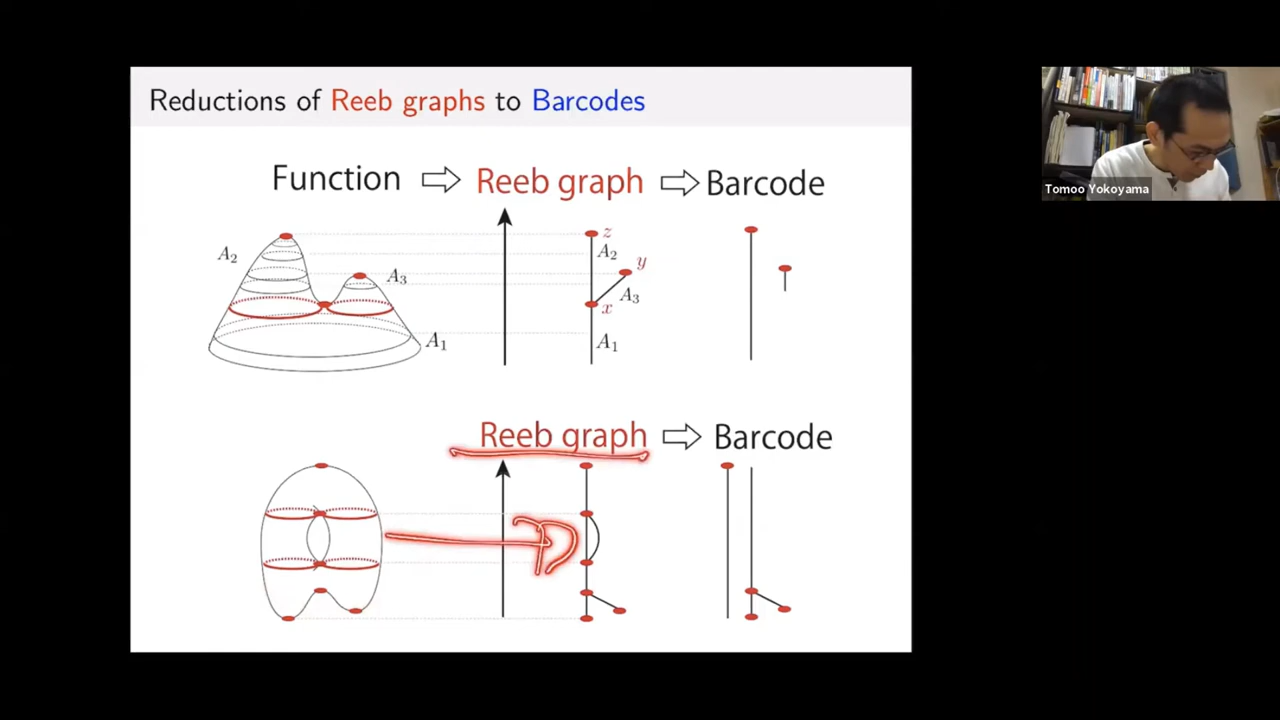 Reductions of Reeb graphs to Barcodes
Function ⇨ Reeb graph ⇨ Barcode
A₂
A₃
A₁
z
A₂
y
A₃
x
A₁
Reeb graph ⇨ Barcode
Tomoo Yokoyama